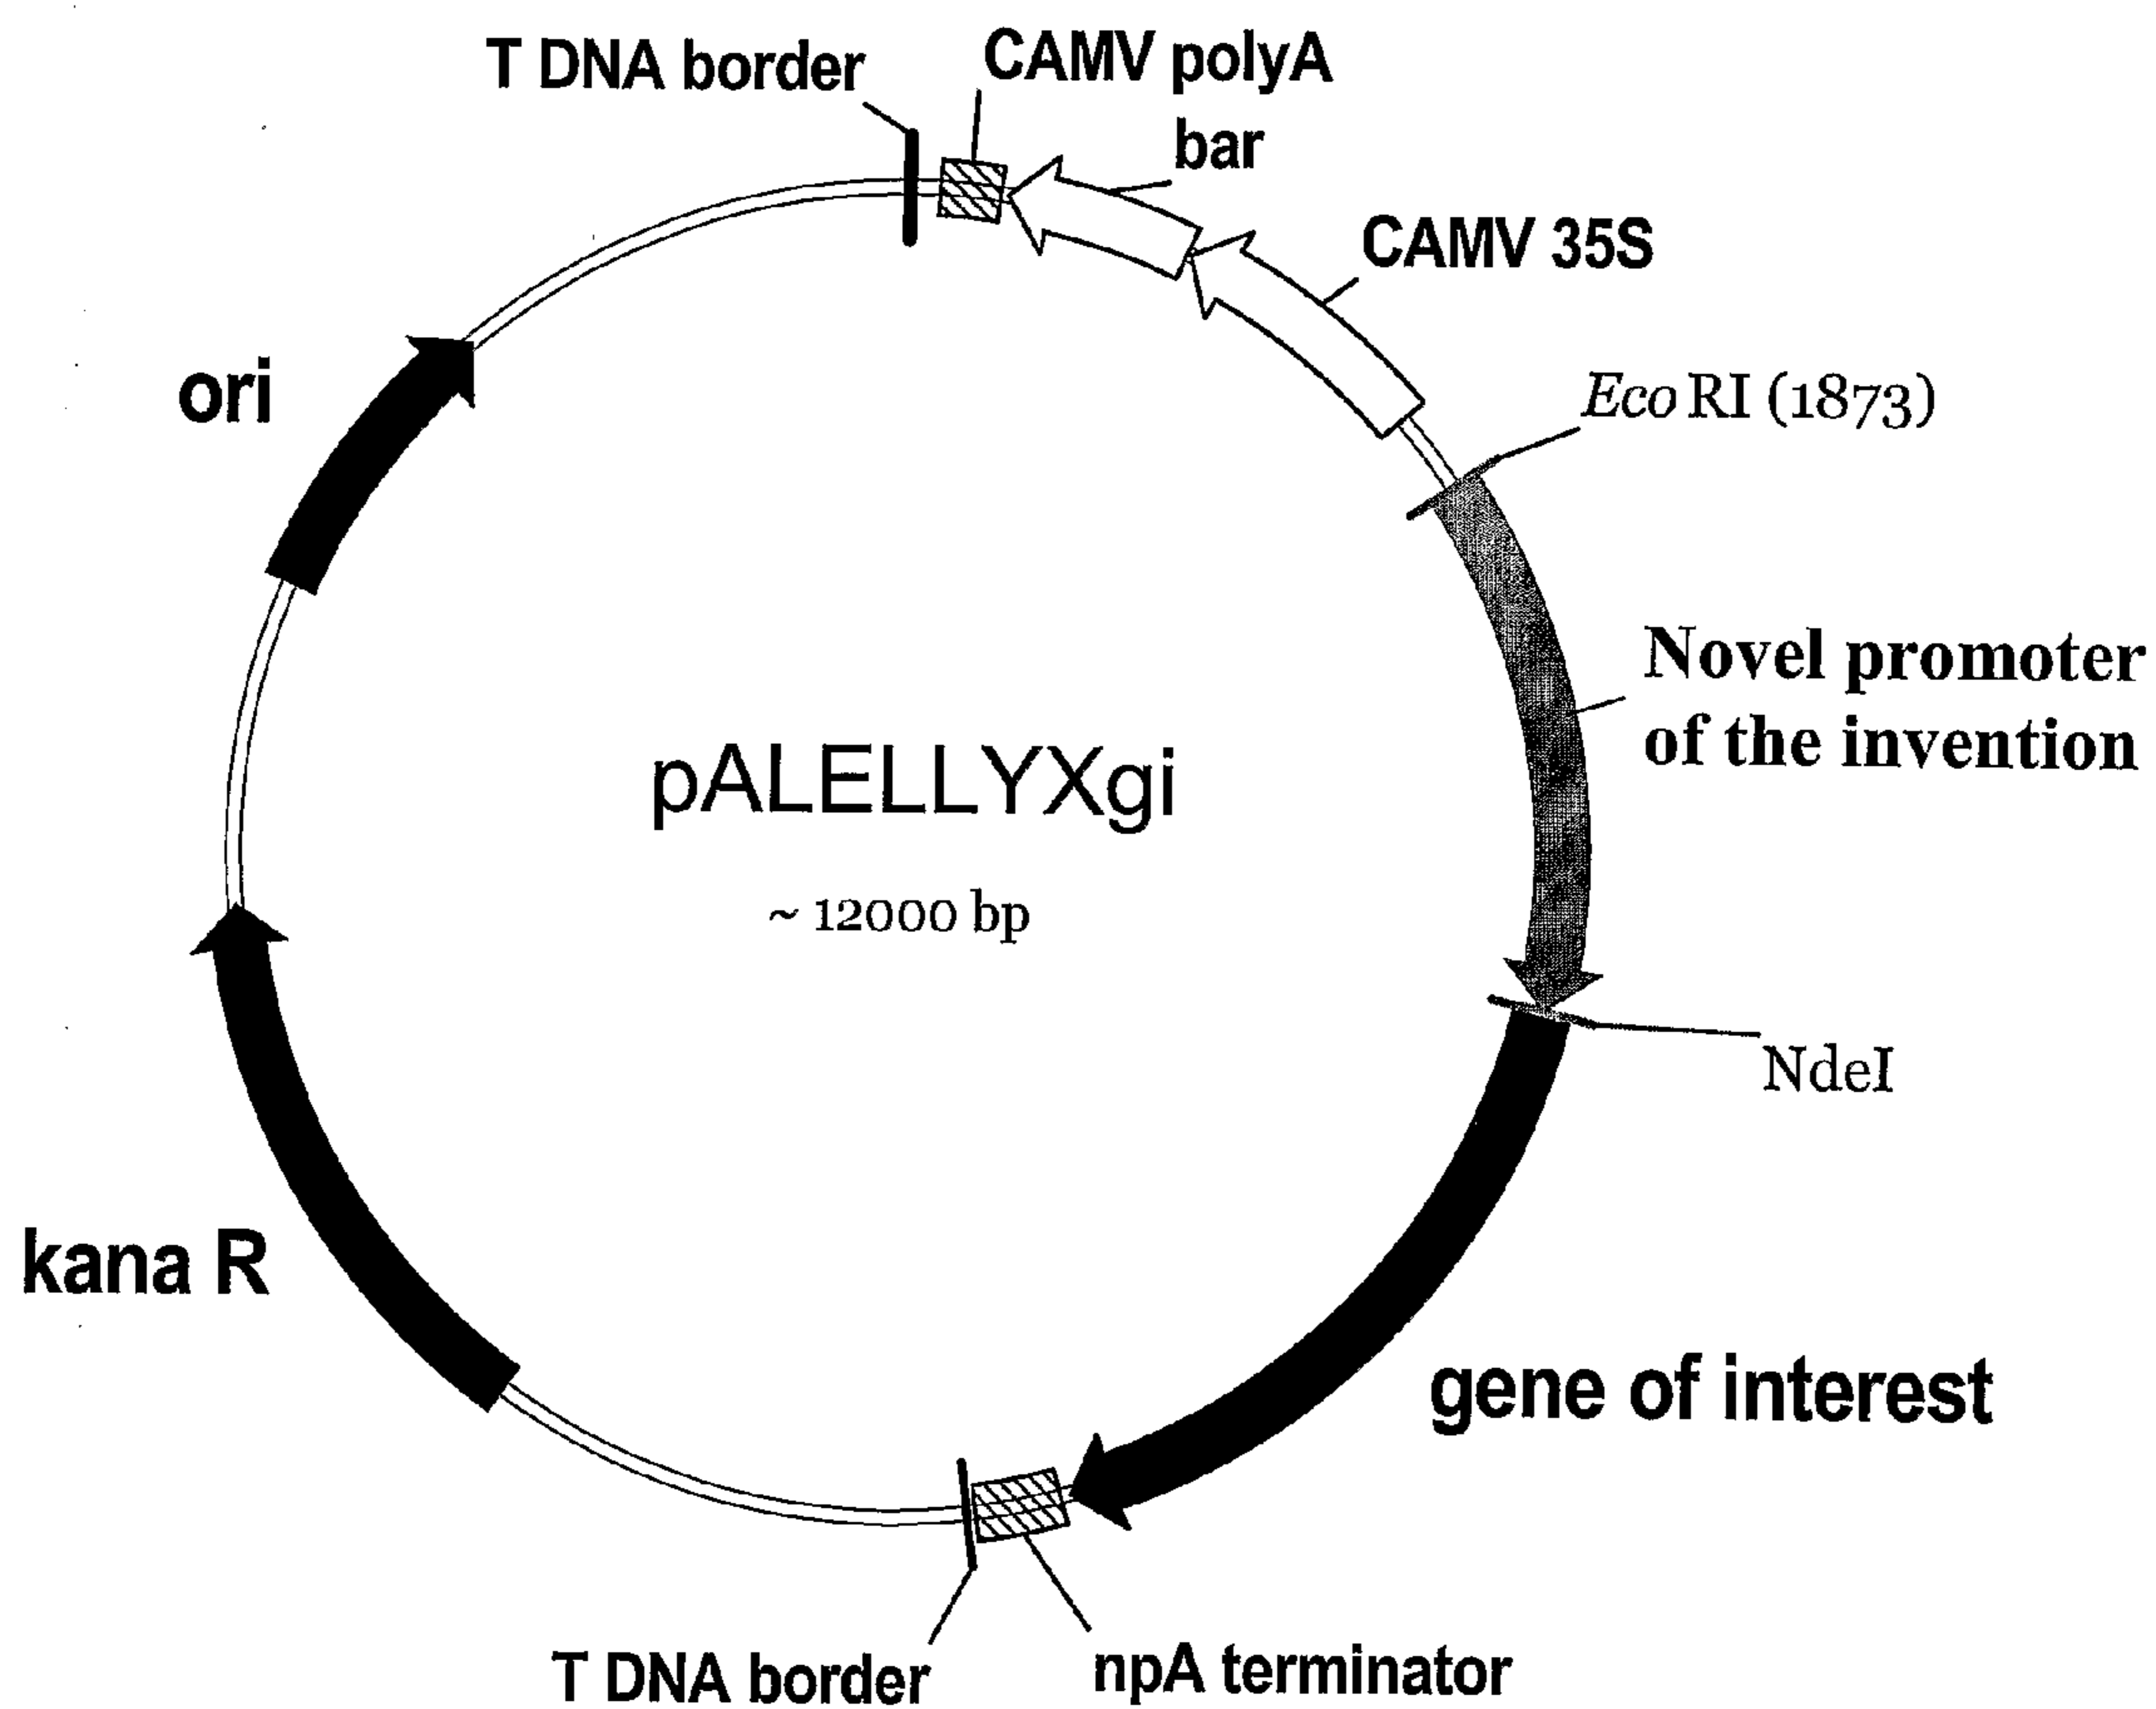 T DNA border
CAMV polyA
bar
CAMV 35S
EcoRI (1873)
ori
Novel promoter
of the invention
pALELLYXgi
~ 12000 bp
NdeI
kana R
gene of interest
T DNA border
npA terminator